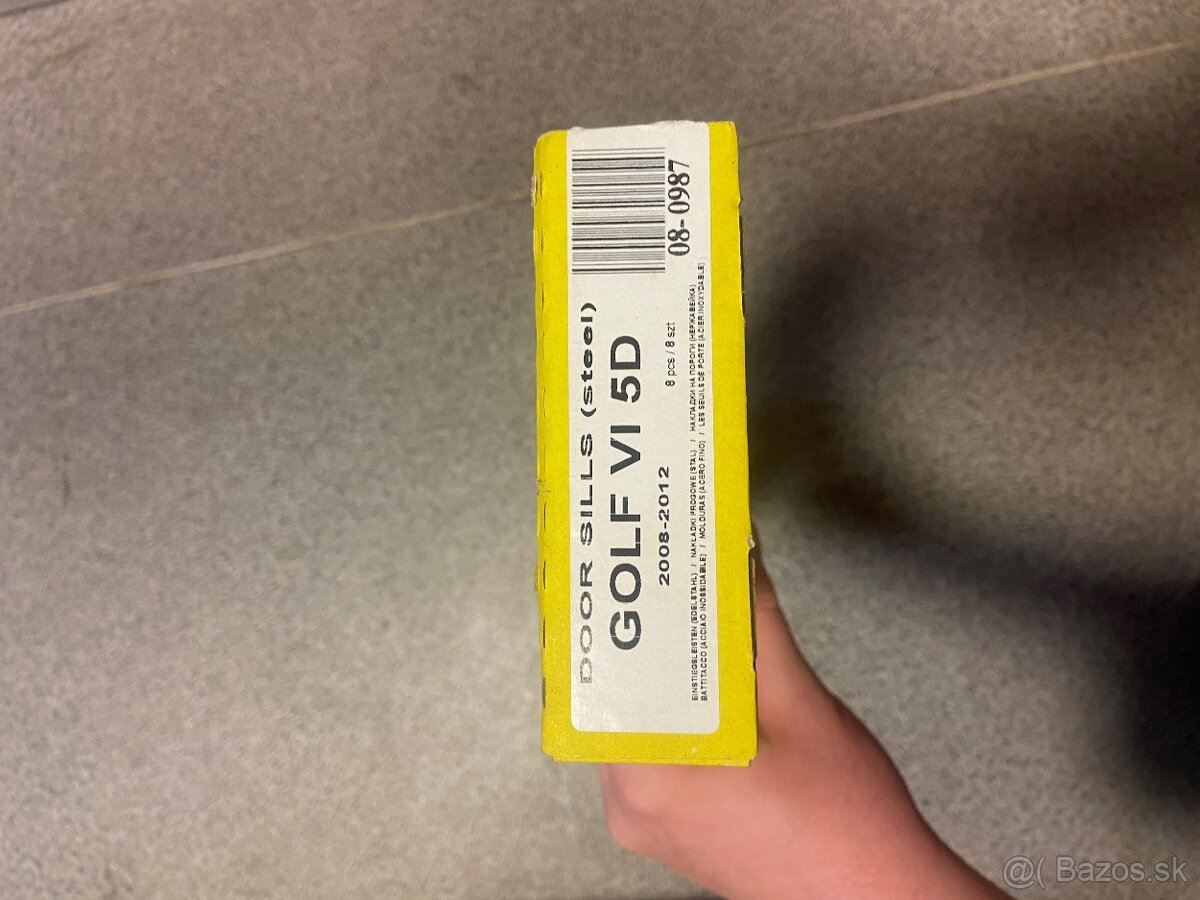 DOOR SILLS (steel)
GOLF VI 5D
2008-2012
8 pcs / 8 szt
08-0987
EINSTIEGSLEISTEN (EDELSTAHL) / NAKŁADKI PROGOWE (STAL) / НАКЛАДКИ НА ПОРОГИ (НЕРЖАВЕЙКА)
BATTITACCO (ACCIAIO INOSSIDABILE) / MOLDURAS (ACERO FINO) / LES SEUILS DE PORTE (ACIER INOXYDABLE)
@( Bazos.sk